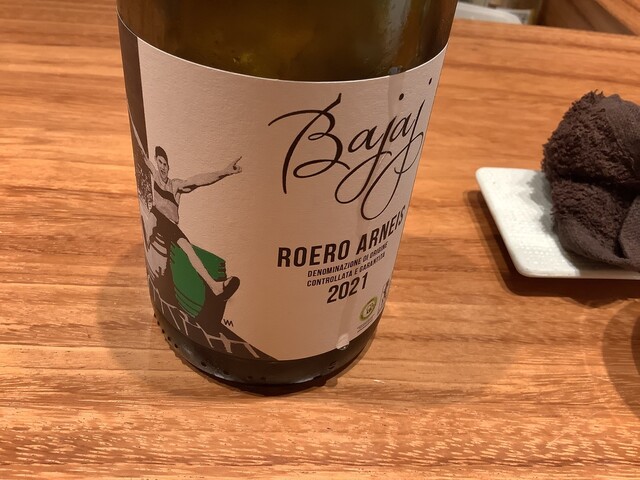 Bajaj
ROERO ARNEIS
DENOMINAZIONE DI ORIGINE
CONTROLLATA E GARANTITA
2021